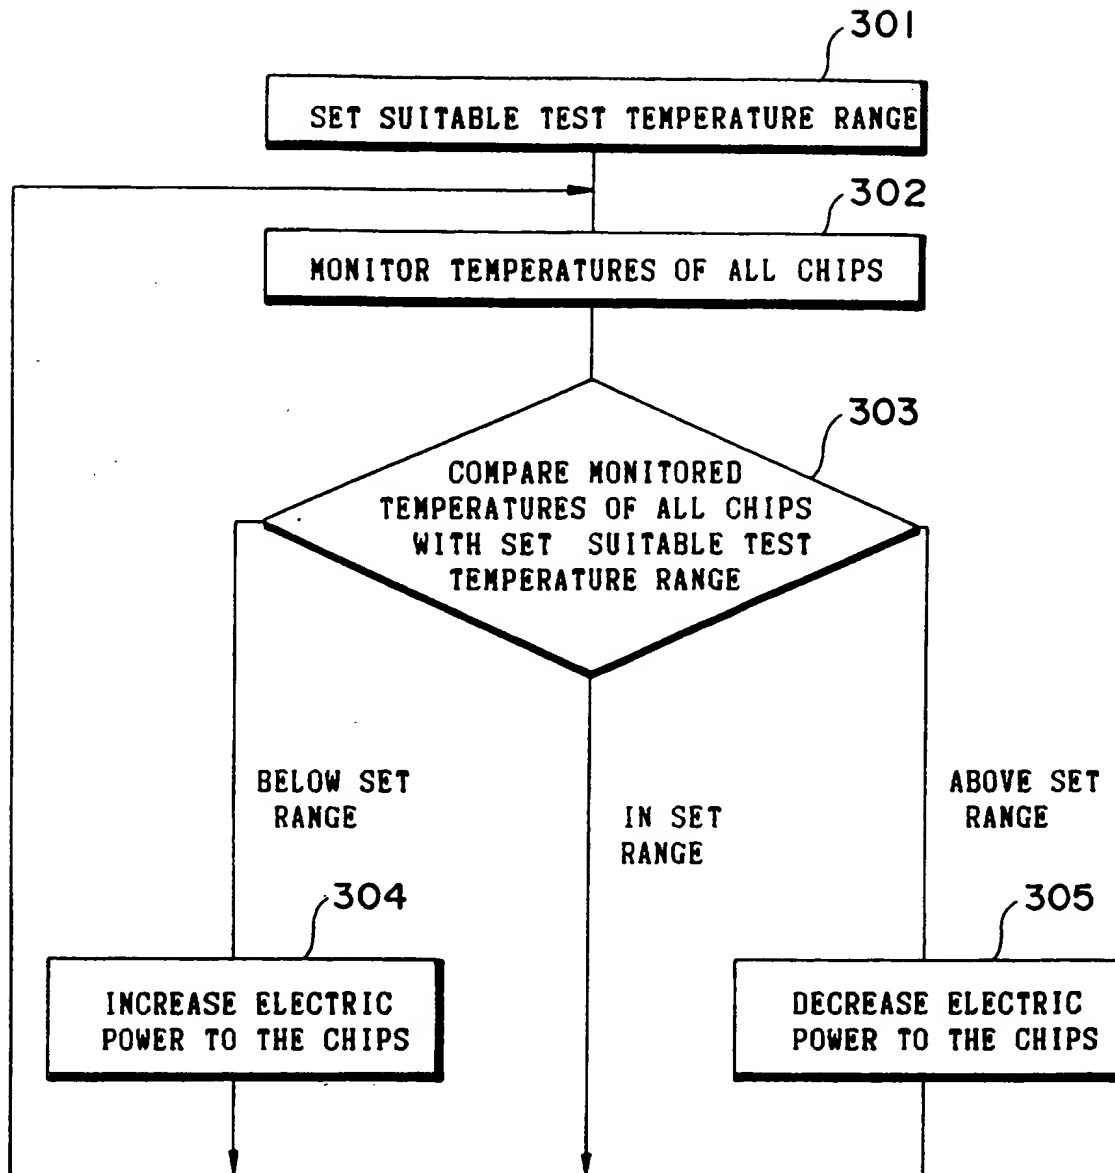 301
SET SUITABLE TEST TEMPERATURE RANGE
302
MONITOR TEMPERATURES OF ALL CHIPS
303
COMPARE MONITORED
TEMPERATURES OF ALL CHIPS
WITH SET SUITABLE TEST
TEMPERATURE RANGE
BELOW SET
RANGE
IN SET
RANGE
ABOVE SET
RANGE
304
INCREASE ELECTRIC
POWER TO THE CHIPS
305
DECREASE ELECTRIC
POWER TO THE CHIPS